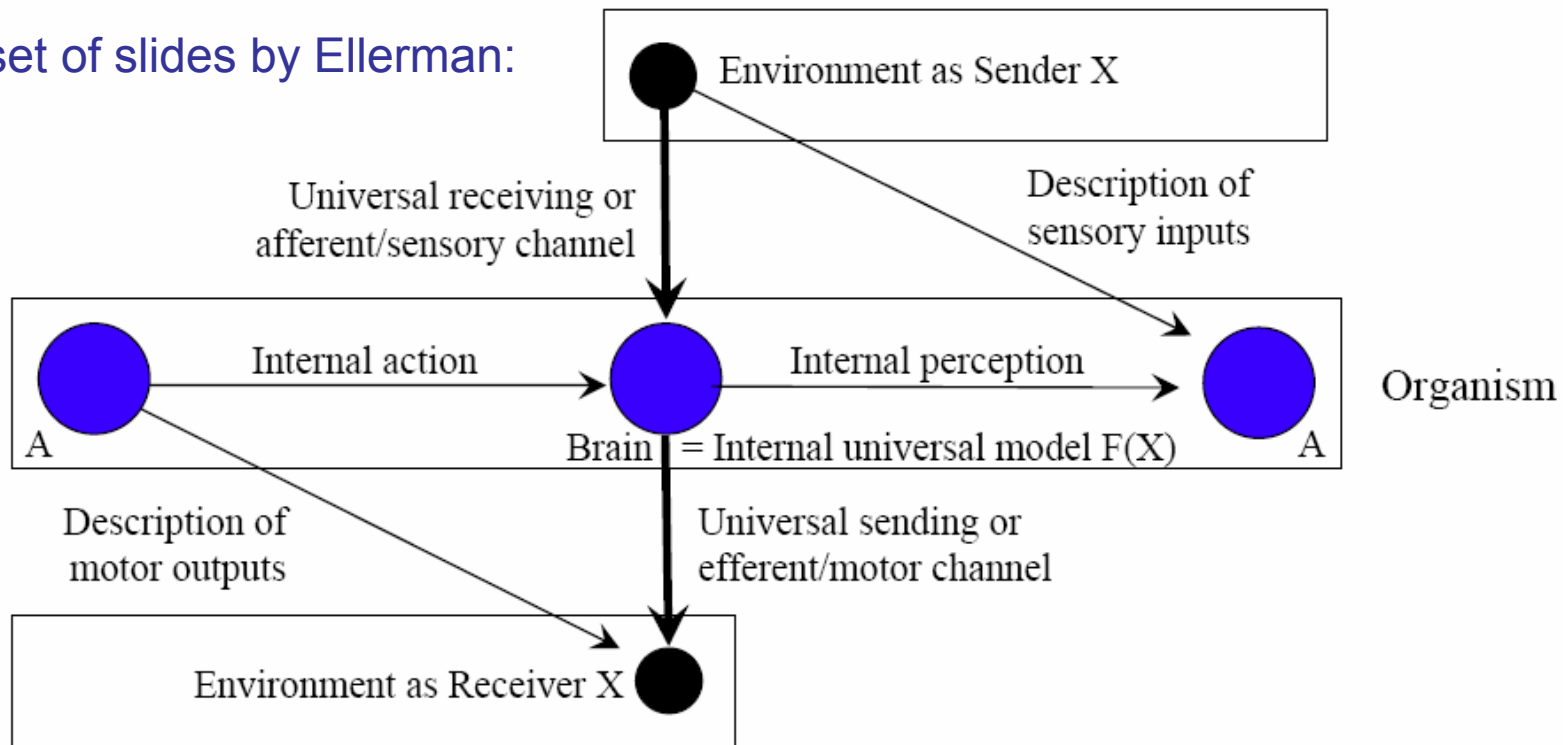 set of slides by Ellerman:
Environment as Sender X
Universal receiving or
afferent/sensory channel
Description of
sensory inputs
Internal action
Internal perception
Organism
A
Brain = Internal universal model F(X)
A
Description of
motor outputs
Universal sending or
efferent/motor channel
Environment as Receiver X